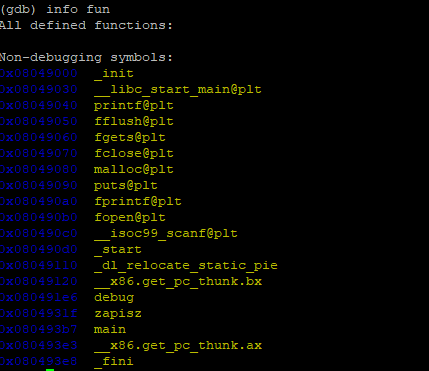 (gdb) info fun
All defined functions:
Non-debugging symbols:
0x08049000 _init
0x08049030 __libc_start_main@plt
0x08049040 printf@plt
0x08049050 fflush@plt
0x08049060 fgets@plt
0x08049070 fclose@plt
0x08049080 malloc@plt
0x08049090 puts@plt
0x080490a0 fprintf@plt
0x080490b0 fopen@plt
0x080490c0 __isoc99_scanf@plt
0x080490d0 _start
0x08049110 _dl_relocate_static_pie
0x08049120 __x86.get_pc_thunk.bx
0x080491e6 debug
0x0804931f zapisz
0x080493b7 main
0x080493e3 __x86.get_pc_thunk.ax
0x080493e8 _fini